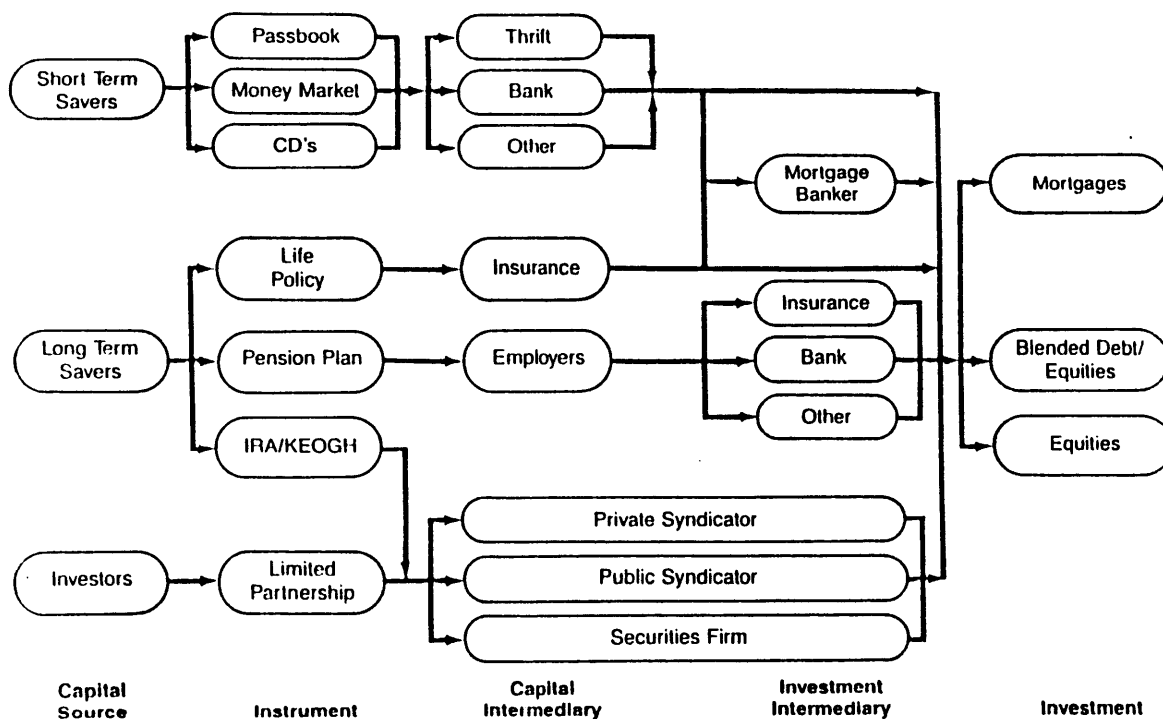 Passbook
Thrift
Short Term
Savers
Money Market
Bank
CD's
Other
Mortgage
Banker
Mortgages
Life
Policy
Insurance
Insurance
Long Term
Savers
Pension Plan
Employers
Bank
Blended Debt/
Equities
Other
IRA/KEOGH
Equities
Private Syndicator
Investors
Limited
Partnership
Public Syndicator
Securities Firm
Capital
Source
Instrument
Capital
Intermediary
Investment
Intermediary
Investment